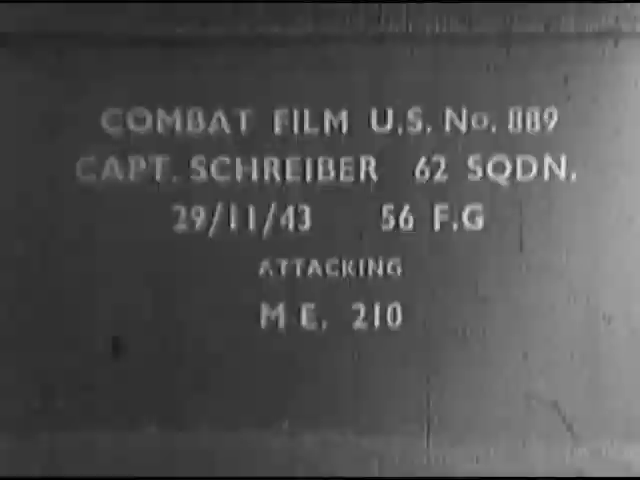 COMBAT FILM U.S. No. 889
CAPT. SCHREIBER 62 SQDN.
29/11/43 56 F.G
ATTACKING
M E. 210